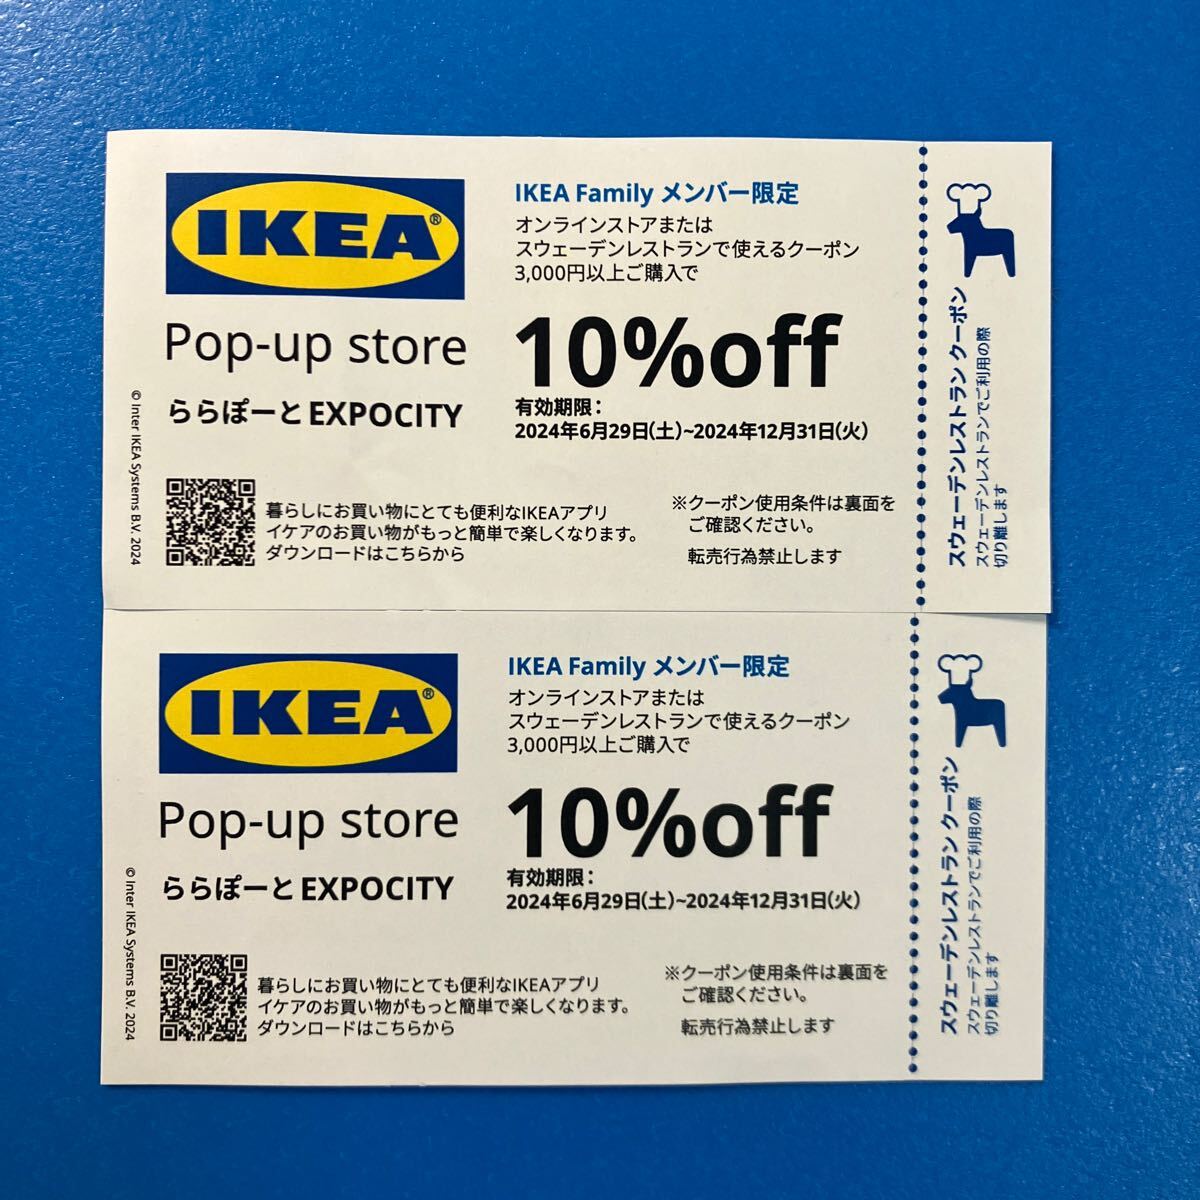 IKEA®
Pop-up store
ららぽーとEXPOCITY
© Inter IKEA Systems B.V. 2024
暮らしにお買い物にとても便利なIKEAアプリ
イケアのお買い物がもっと簡単で楽しくなります。
ダウンロードはこちらから
IKEA Family メンバー限定
オンラインストアまたは
スウェーデンレストランで使えるクーポン
3,000円以上ご購入で
10%off
有効期限：
2024年6月29日(土)~2024年12月31日(火)
※クーポン使用条件は裏面を
ご確認ください。
転売行為禁止します
スウェーデンレストラン クーポン
スウェーデンレストランでご利用の際
切り離します
IKEA®
Pop-up store
ららぽーとEXPOCITY
© Inter IKEA Systems B.V. 2024
暮らしにお買い物にとても便利なIKEAアプリ
イケアのお買い物がもっと簡単で楽しくなります。
ダウンロードはこちらから
IKEA Family メンバー限定
オンラインストアまたは
スウェーデンレストランで使えるクーポン
3,000円以上ご購入で
10%off
有効期限：
2024年6月29日(土)~2024年12月31日(火)
※クーポン使用条件は裏面を
ご確認ください。
転売行為禁止します
スウェーデンレストラン クーポン
スウェーデンレストランでご利用の際
切り離します